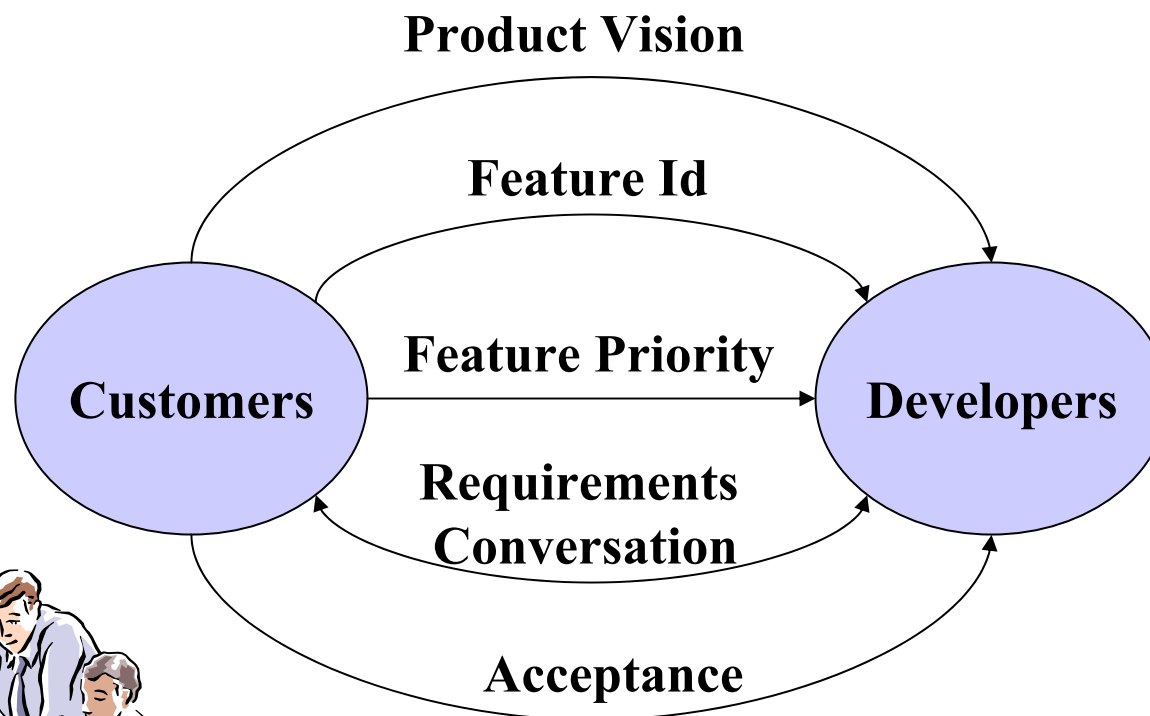 Product Vision
Feature Id
Feature Priority
Customers
Developers
Requirements
Conversation
Acceptance